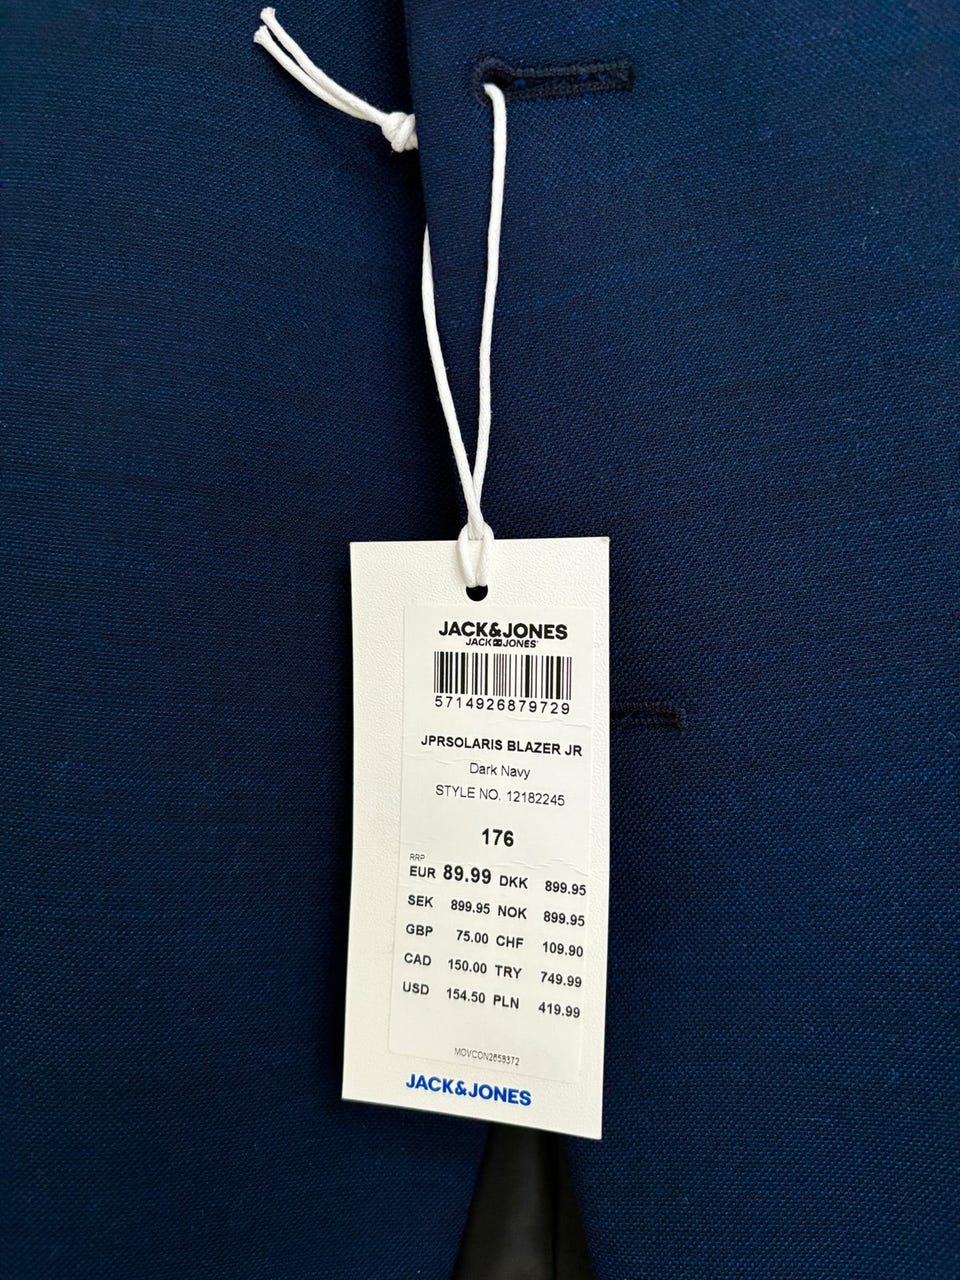 JACK&JONES
JACK JONES
5714926879729
JPRSOLARIS BLAZER JR
Dark Navy
STYLE NO. 12182245
176
RRP
EUR 89.99 DKK 899.95
SEK 899.95 NOK 899.95
GBP 75.00 CHF 109.90
CAD 150.00 TRY 749.99
USD 154.50 PLN 419.99
MOVCON2658372
JACK&JONES